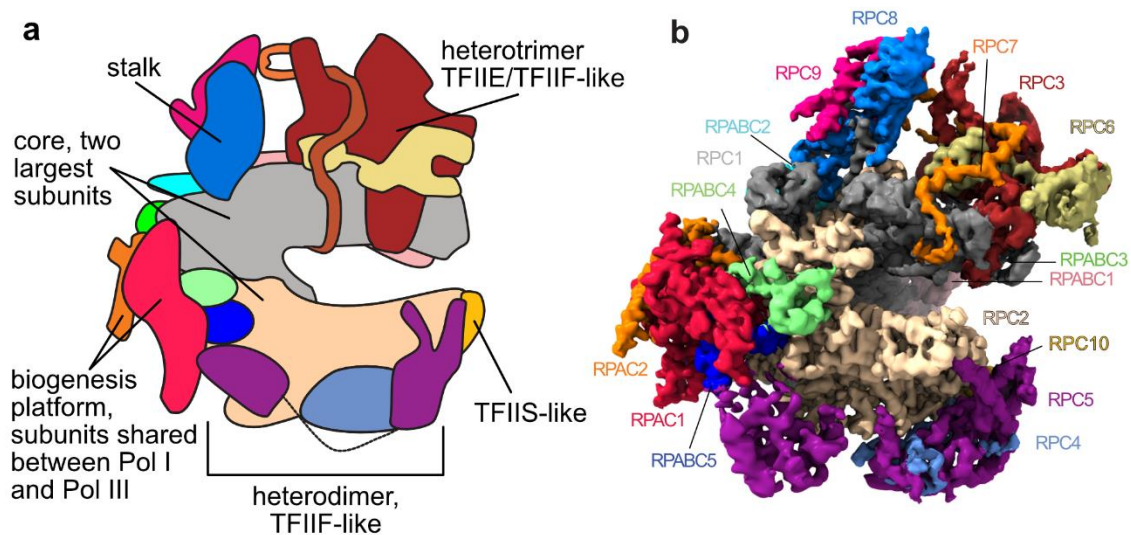 a
stalk
heterotrimer
TFIIE/TFIIF-like
core, two
largest
subunits
biogenesis
platform,
subunits shared
between Pol I
and Pol III
TFIIS-like
heterodimer,
TFIIF-like
b
RPC8
RPC7
RPC9
RPC3
RPABC2
RPC6
RPC1
RPABC4
RPABC3
RPABC1
RPC2
RPC10
RPAC2
RPC5
RPAC1
RPC4
RPABC5